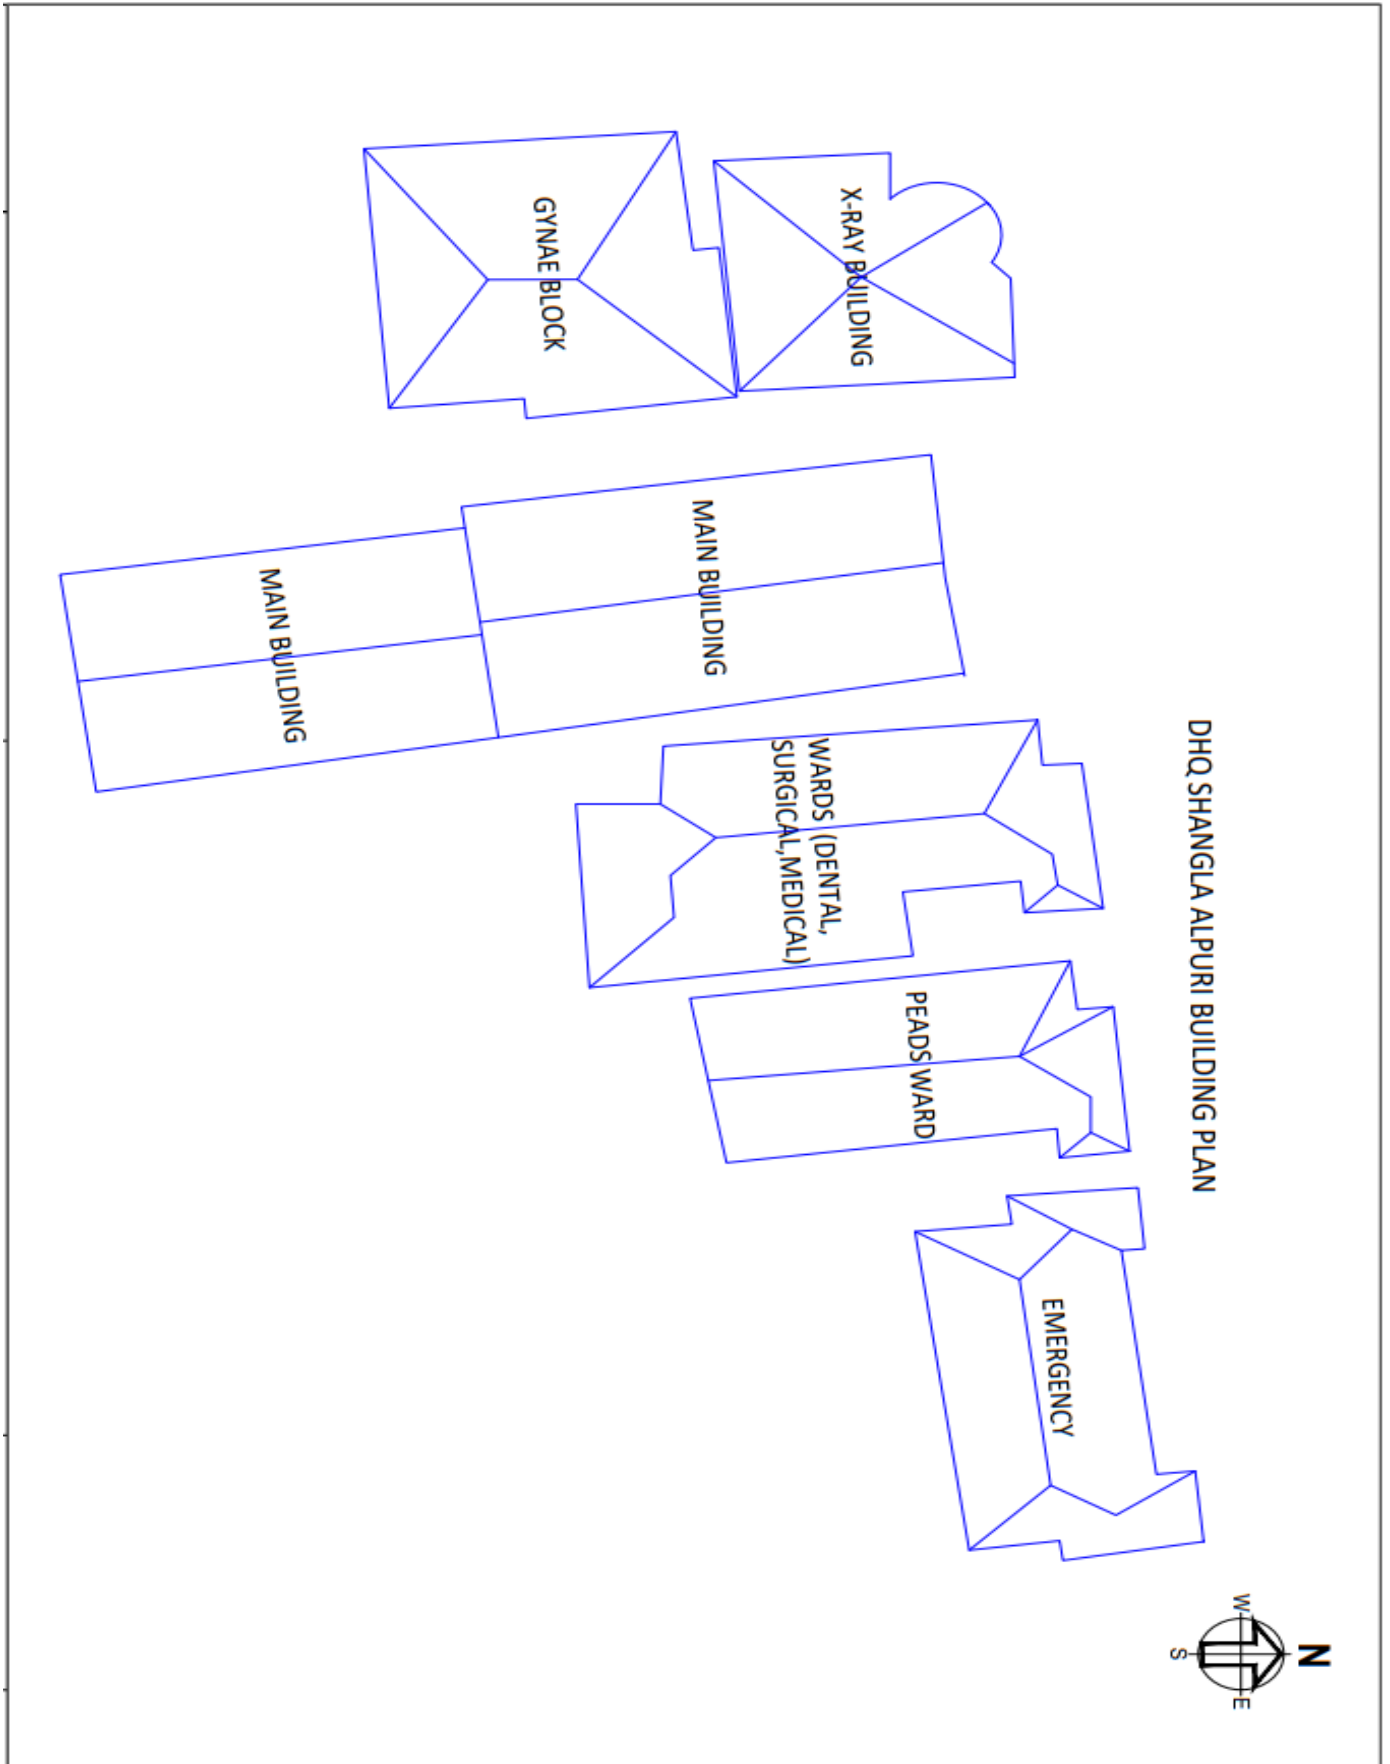 DHQ SHANGLA ALPURI BUILDING PLAN
X-RAY BUILDING
GYNAE BLOCK
MAIN BUILDING
MAIN BUILDING
WARDS (DENTAL,
SURGICAL,MEDICAL)
PEADS WARD
EMERGENCY
N
W
E
S